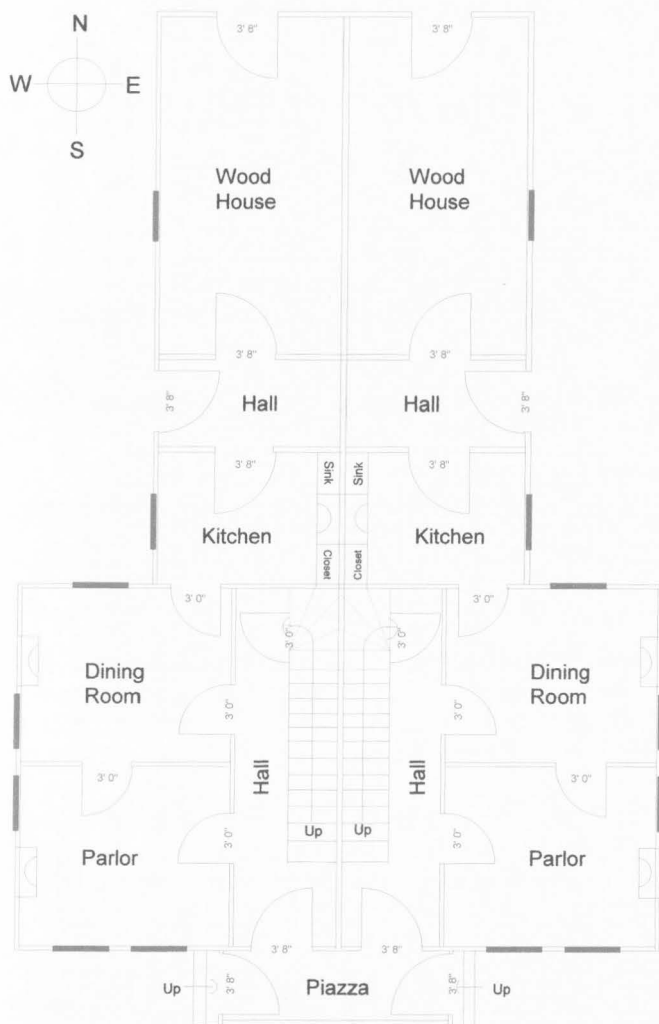 N
W E
S
3' 8" 3' 8"
Wood
House
Wood
House
3' 8" 3' 8"
3' 8" Hall Hall 3' 8"
3' 8" 3' 8"
Sink Sink
Kitchen Kitchen
Closet Closet
3' 0" 3' 0"
3' 0" 3' 0"
Dining
Room
Dining
Room
3' 0" 3' 0"
3' 0" 3' 0"
Hall Hall
3' 0" 3' 0"
Up Up
Parlor Parlor
3' 8" 3' 8"
Up 3' 8" Piazza 3' 8" Up